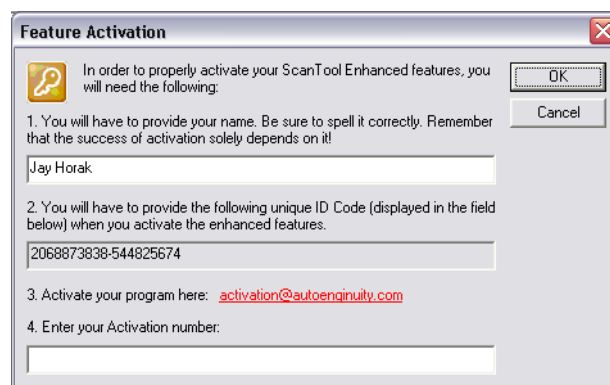 Feature Activation
In order to properly activate your ScanTool Enhanced features, you
will need the following:
OK
Cancel
1. You will have to provide your name. Be sure to spell it correctly. Remember
that the success of activation solely depends on it!
Jay Horak
2. You will have to provide the following unique ID Code (displayed in the field
below) when you activate the enhanced features.
2068873838-544825674
3. Activate your program here: activation@autoenginuity.com
4. Enter your Activation number: